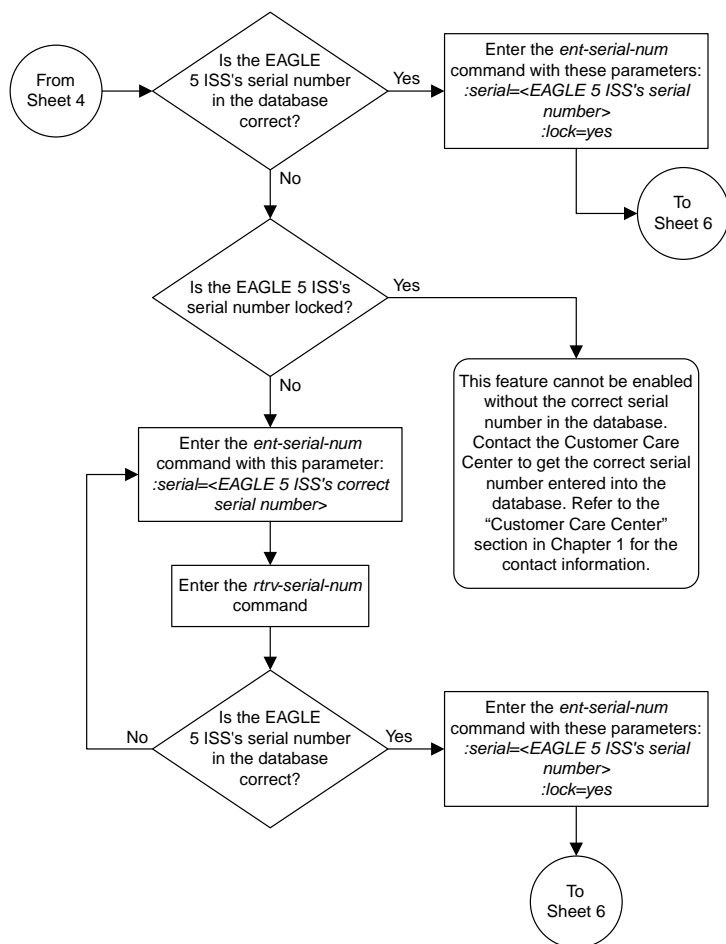 From
Sheet 4
Is the EAGLE
5 ISS's serial number
in the database
correct?
Yes
Enter the ent-serial-num
command with these parameters:
:serial=<EAGLE 5 ISS's serial
number>
:lock=yes
No
To
Sheet 6
Is the EAGLE 5 ISS's
serial number locked?
Yes
No
This feature cannot be enabled
without the correct serial
number in the database.
Contact the Customer Care
Center to get the correct serial
number entered into the
database. Refer to the
“Customer Care Center”
section in Chapter 1 for the
contact information.
Enter the ent-serial-num
command with this parameter:
:serial=<EAGLE 5 ISS's correct
serial number>
Enter the rtrv-serial-num
command
Is the EAGLE
5 ISS's serial number
in the database
correct?
No
Yes
Enter the ent-serial-num
command with these parameters:
:serial=<EAGLE 5 ISS's serial
number>
:lock=yes
To
Sheet 6